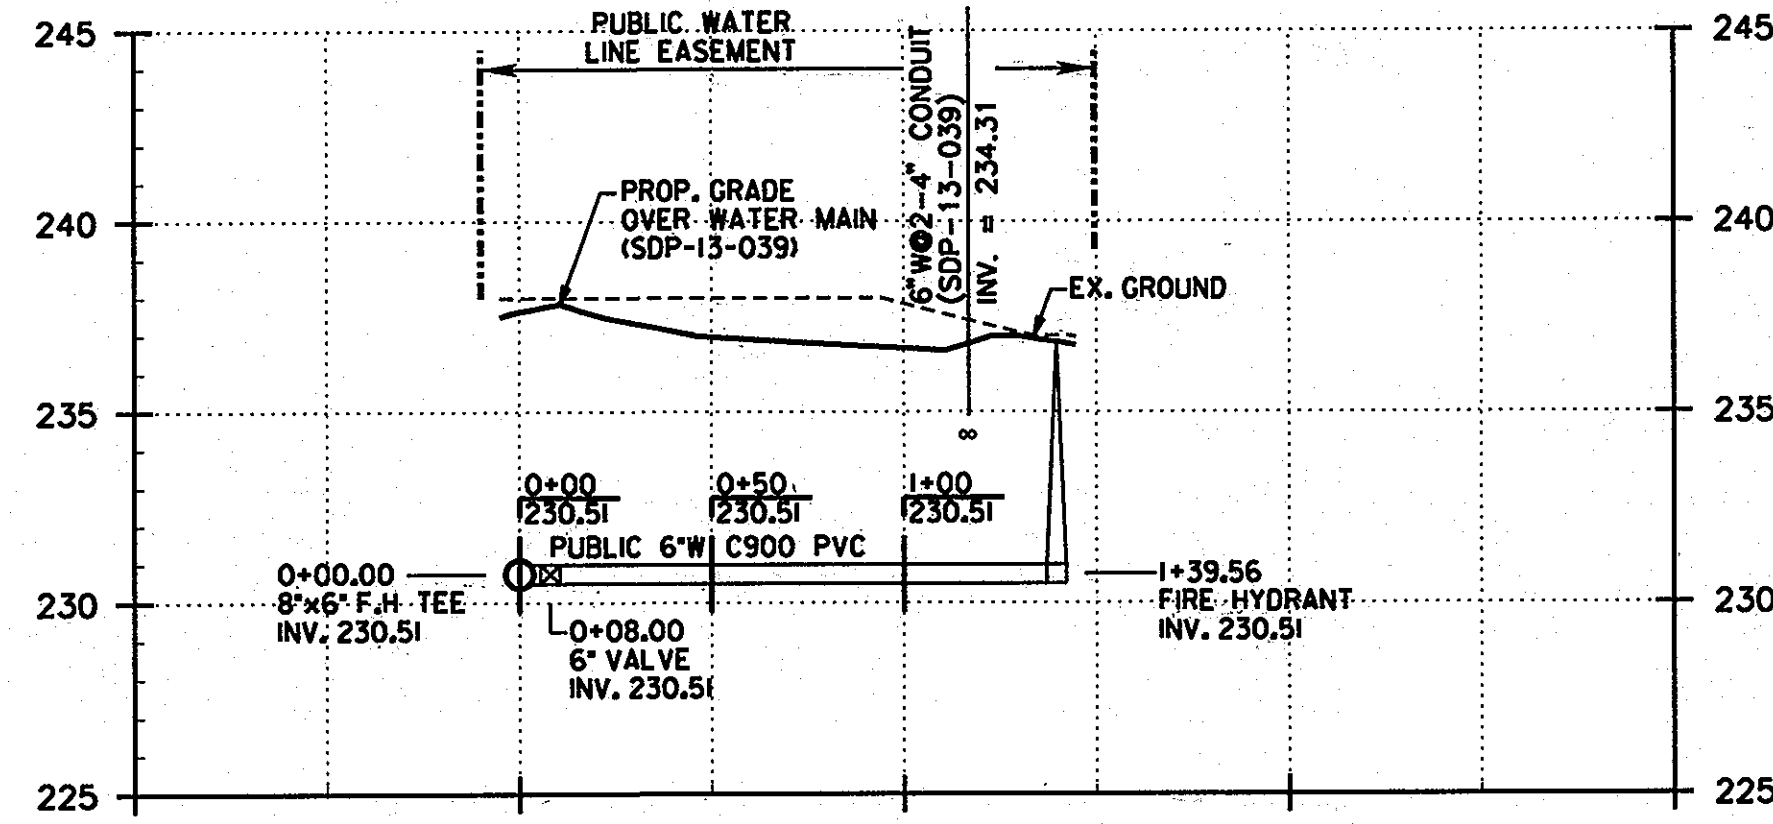 245
PUBLIC WATER
LINE EASEMENT
245
6"W@2-4" CONDUIT
(SDP-13-039)
INV. = 234.31
PROP. GRADE
OVER WATER MAIN
(SDP-13-039)
240
240
EX. GROUND
235
235
0+00
230.51
0+50
230.51
1+00
230.51
PUBLIC 6"W C900 PVC
0+00.00
8"x6" F.H TEE
INV. 230.51
1+39.56
FIRE HYDRANT
INV. 230.51
230
230
0+08.00
6" VALVE
INV. 230.51
225
225